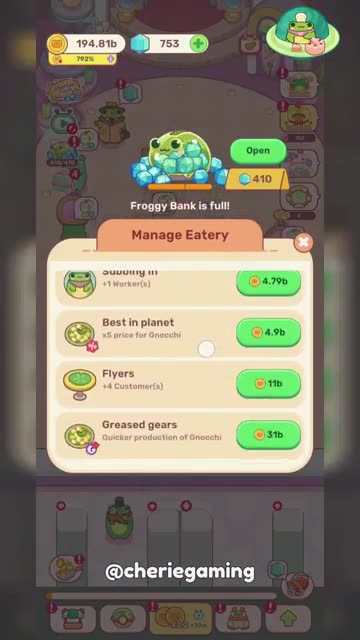 194.81b
753
792%
Open
410
Froggy Bank is full!
Manage Eatery
Subbing in
+1 Worker(s)
4.79b
Best in planet
x5 price for Gnocchi
4.9b
Flyers
+4 Customer(s)
11b
Greased gears
Quicker production of Gnocchi
31b
@cheriegaming